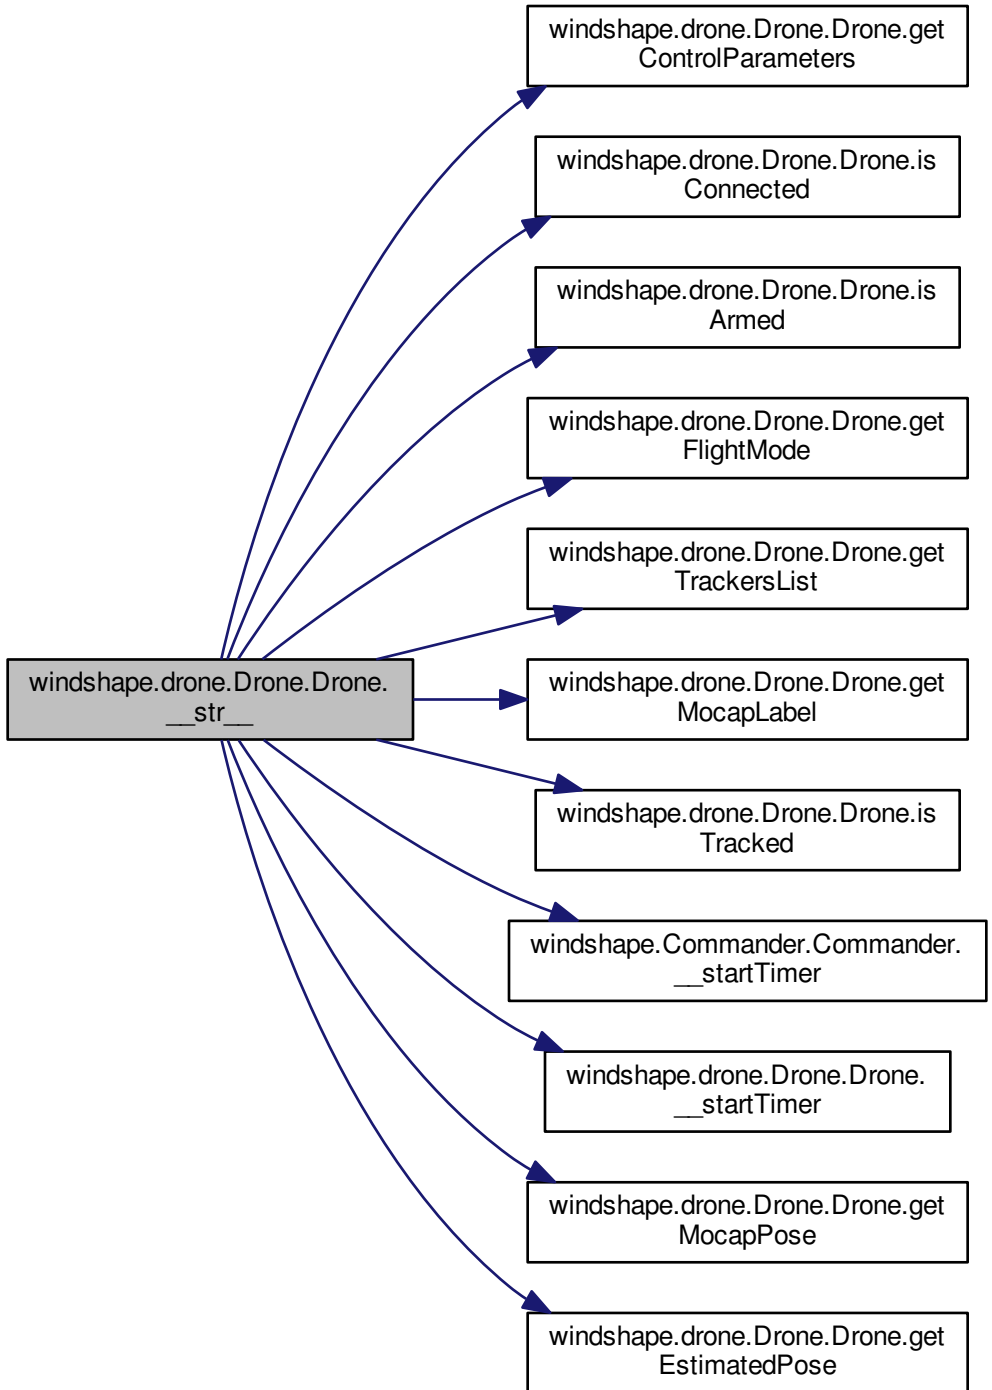 windshape.drone.Drone.Drone.get
ControlParameters
windshape.drone.Drone.Drone.is
Connected
windshape.drone.Drone.Drone.is
Armed
windshape.drone.Drone.Drone.get
FlightMode
windshape.drone.Drone.Drone.get
TrackersList
windshape.drone.Drone.Drone.
__str__
windshape.drone.Drone.Drone.get
MocapLabel
windshape.drone.Drone.Drone.is
Tracked
windshape.Commander.Commander.
__startTimer
windshape.drone.Drone.Drone.
__startTimer
windshape.drone.Drone.Drone.get
MocapPose
windshape.drone.Drone.Drone.get
EstimatedPose